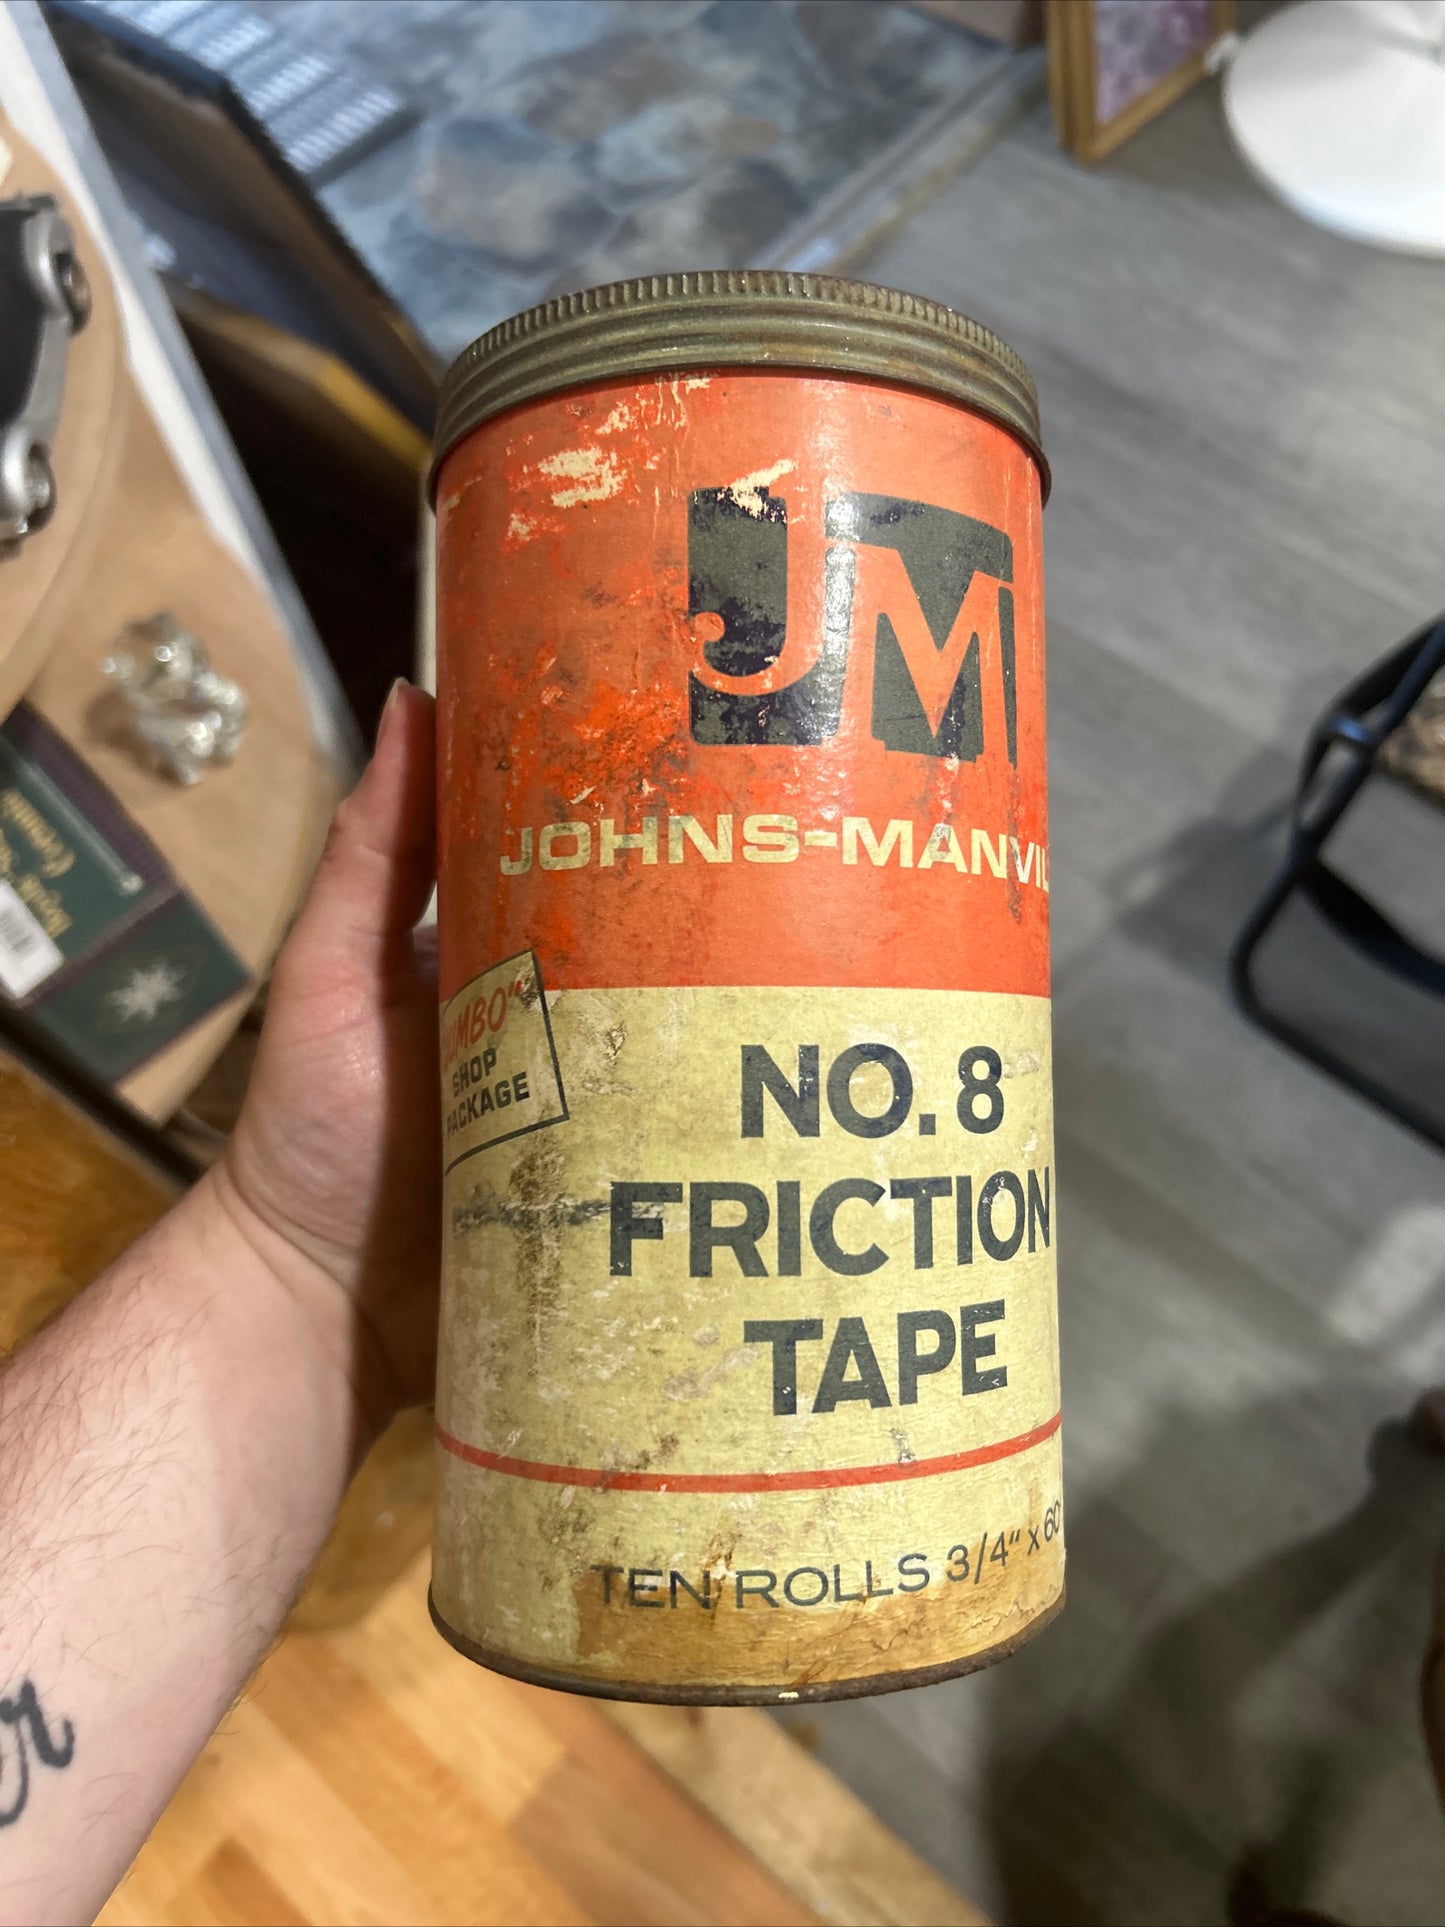 JM
JOHNS-MANVIL
"JUMBO"
SHOP
PACKAGE
NO. 8
FRICTION
TAPE
TEN ROLLS 3/4" x 60